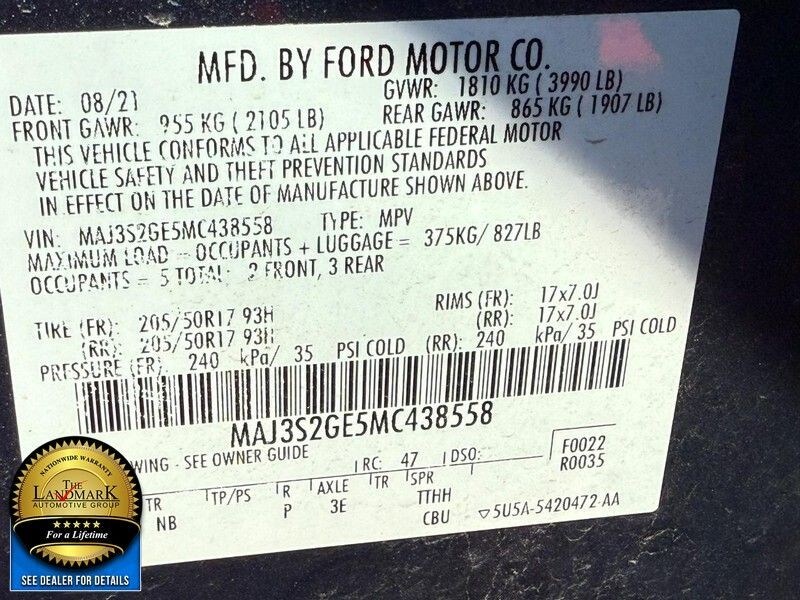 MFD. BY FORD MOTOR CO.
DATE: 08/21 GVWR: 1810 KG ( 3990 LB)
FRONT GAWR: 955 KG ( 2105 LB) REAR GAWR: 865 KG ( 1907 LB)
THIS VEHICLE CONFORMS TO ALL APPLICABLE FEDERAL MOTOR
VEHICLE SAFETY AND THEFT PREVENTION STANDARDS
IN EFFECT ON THE DATE OF MANUFACTURE SHOWN ABOVE.
VIN: MAJ3S2GE5MC438558 TYPE: MPV
MAXIMUM LOAD = OCCUPANTS + LUGGAGE = 375KG/ 827LB
OCCUPANTS = 5 TOTAL: 2 FRONT, 3 REAR
TIRE (FR): 205/50R17 93H RIMS (FR): 17x7.0J
(RR): 205/50R17 93H (RR): 17x7.0J
PRESSURE (FR) 240 kPa/ 35 PSI COLD (RR): 240 kPa/ 35 PSI COLD
MAJ3S2GE5MC438558
WING - SEE OWNER GUIDE
RC: 47 DSO: F0022
R0035
TR TP/PS R AXLE TR SPR
NB P 3E TTHH
CBU 5U5A-5420472-AA
NATIONWIDE WARRANTY
THE
LANDMARK
AUTOMOTIVE GROUP
For a Lifetime
SEE DEALER FOR DETAILS